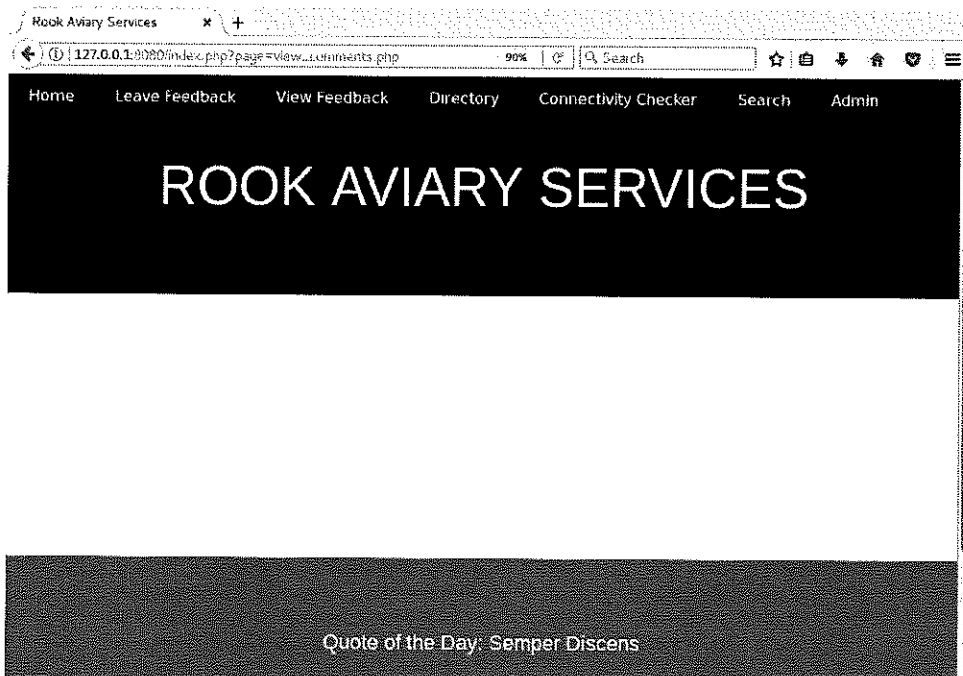 Rook Aviary Services × +
127.0.0.1:8080/index.php?page=view_comments.php 90% Search
Home Leave Feedback View Feedback Directory Connectivity Checker Search Admin
ROOK AVIARY SERVICES
Quote of the Day: Semper Discens